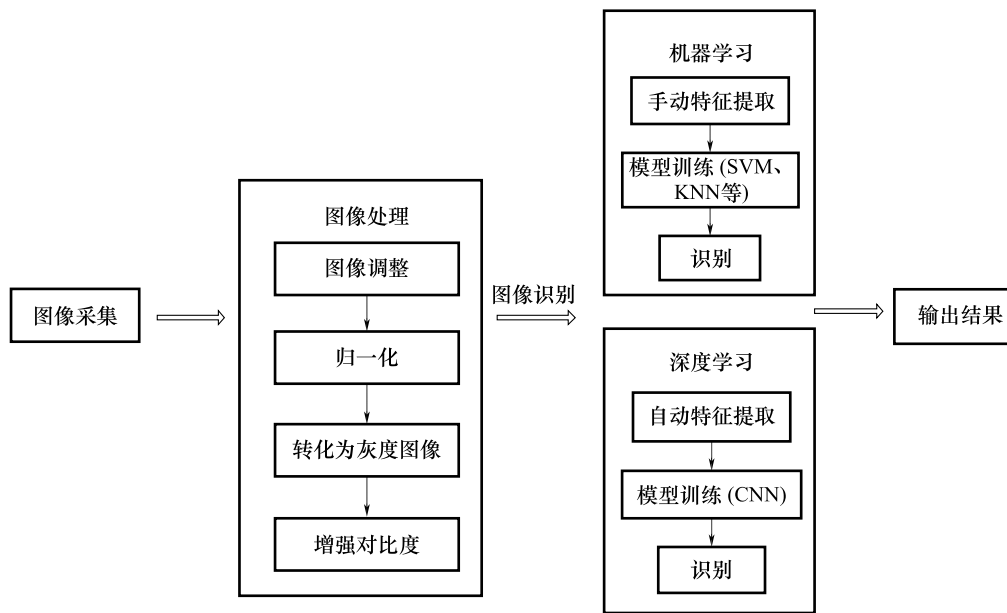 图像采集
图像处理
图像调整
归一化
转化为灰度图像
增强对比度
图像识别
机器学习
手动特征提取
模型训练 (SVM、
KNN等)
识别
深度学习
自动特征提取
模型训练 (CNN)
识别
输出结果